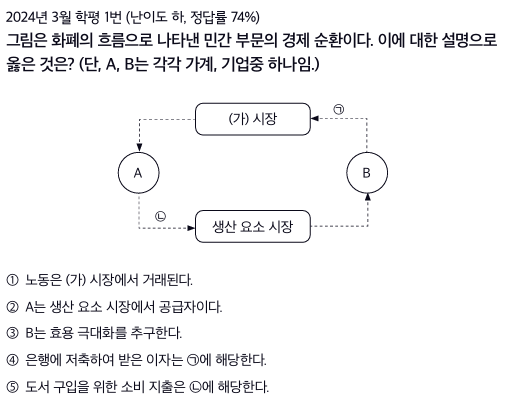 2024년 3월 학평 1번 (난이도 하, 정답률 74%)
그림은 화폐의 흐름으로 나타낸 민간 부문의 경제 순환이다. 이에 대한 설명으로
옳은 것은? (단, A, B는 각각 가계, 기업중 하나임.)
(가) 시장
㉠
A
B
㉡
생산 요소 시장
① 노동은 (가) 시장에서 거래된다.
② A는 생산 요소 시장에서 공급자이다.
③ B는 효용 극대화를 추구한다.
④ 은행에 저축하여 받은 이자는 ㉠에 해당한다.
⑤ 도서 구입을 위한 소비 지출은 ㉡에 해당한다.